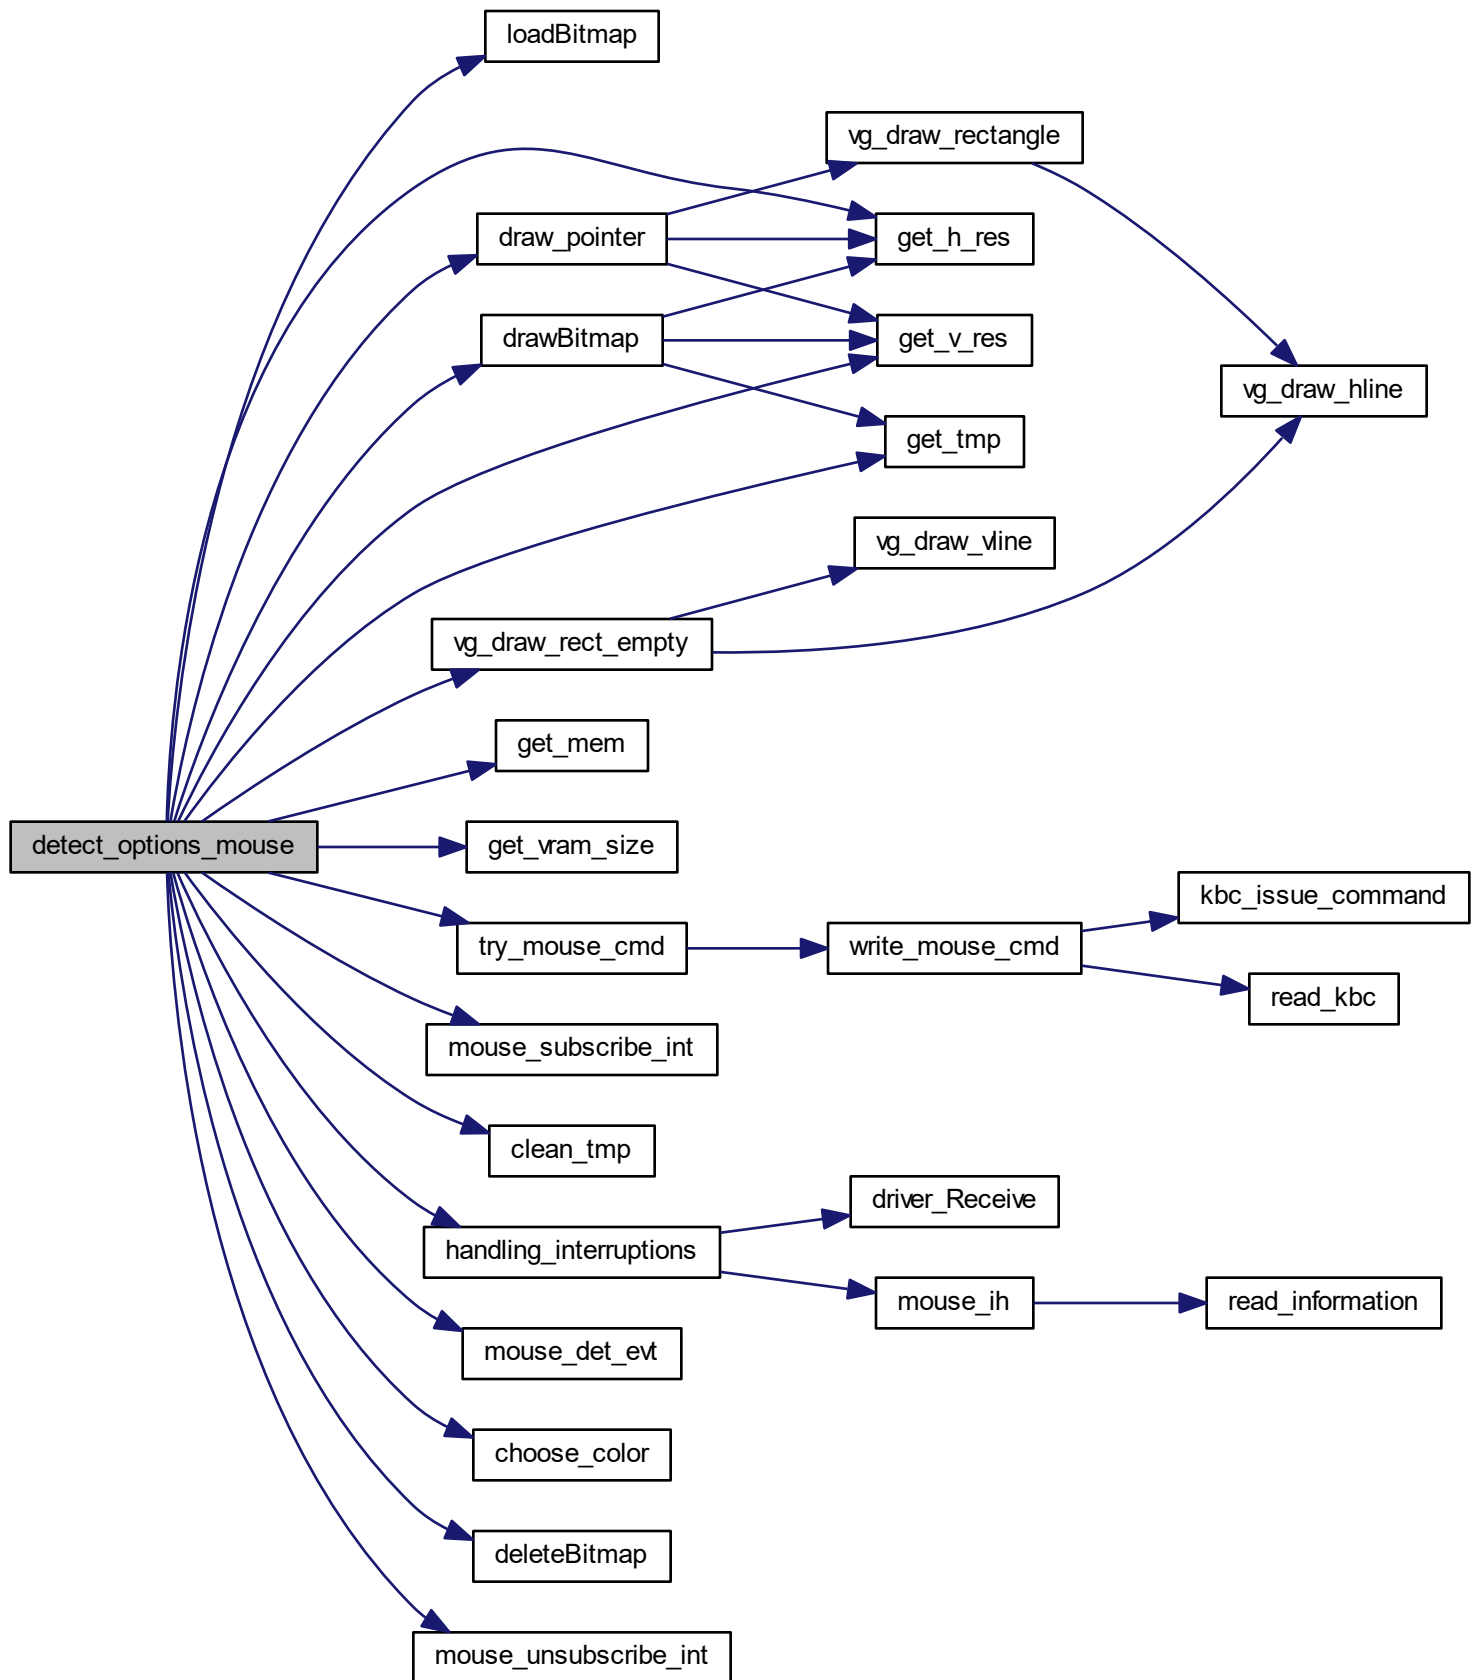 loadBitmap
vg_draw_rectangle
draw_pointer
get_h_res
drawBitmap
get_v_res
vg_draw_hline
get_tmp
vg_draw_vline
vg_draw_rect_empty
get_mem
detect_options_mouse
get_vram_size
kbc_issue_command
try_mouse_cmd
write_mouse_cmd
read_kbc
mouse_subscribe_int
clean_tmp
driver_Receive
handling_interruptions
mouse_ih
read_information
mouse_det_evt
choose_color
deleteBitmap
mouse_unsubscribe_int